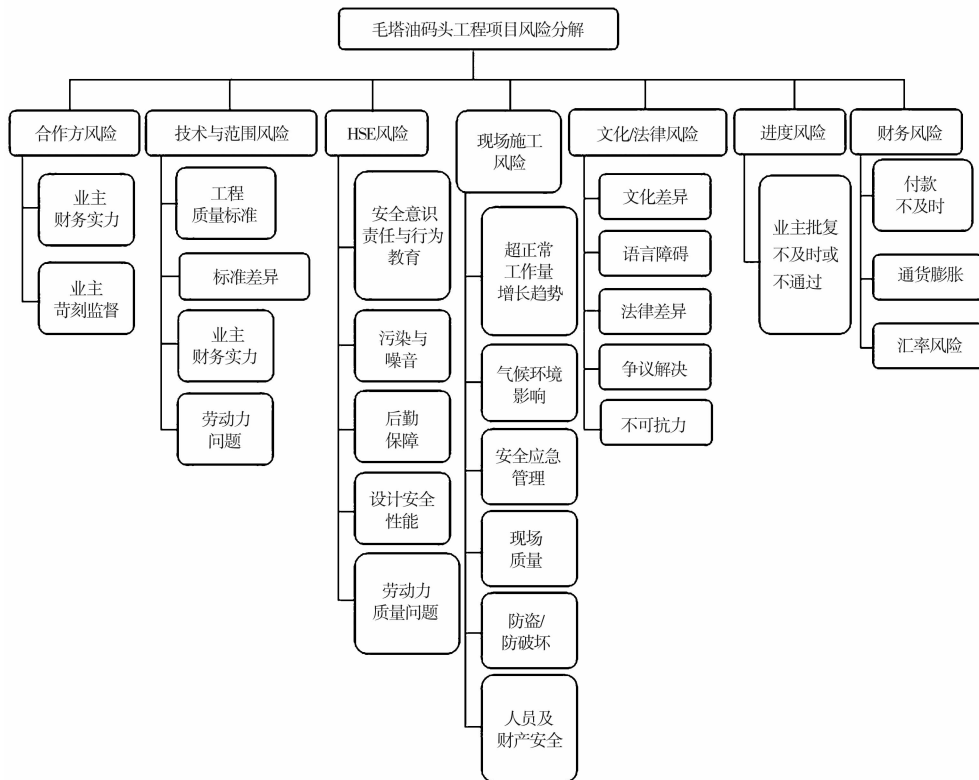 毛塔油码头工程项目风险分解
合作方风险
业主
财务实力
业主
苛刻监督
技术与范围风险
工程
质量标准
标准差异
业主
财务实力
劳动力
问题
HSE风险
安全意识
责任与行为
教育
污染与
噪音
后勤
保障
设计安全
性能
劳动力
质量问题
现场施工
风险
超正常
工作量
增长趋势
气候环境
影响
安全应急
管理
现场
质量
防盗/
防破坏
人员及
财产安全
文化/法律风险
文化差异
语言障碍
法律差异
争议解决
不可抗力
进度风险
业主批复
不及时或
不通过
财务风险
付款
不及时
通货膨胀
汇率风险